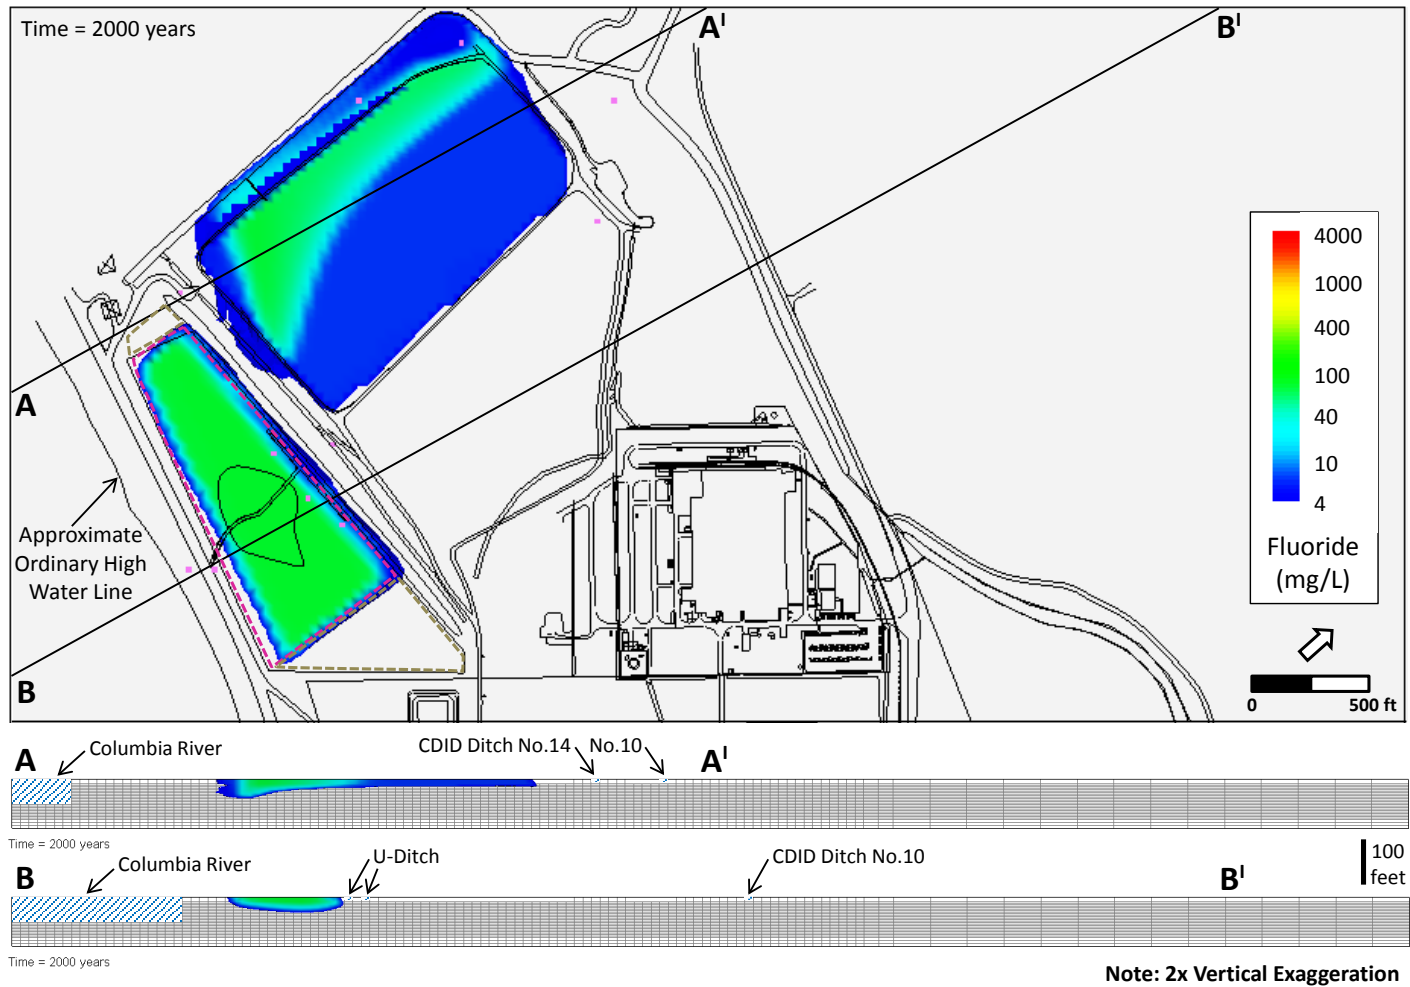 Time = 2000 years
A
A'
B
B'
Approximate
Ordinary High
Water Line
4000
1000
400
100
40
10
4
Fluoride
(mg/L)
0 500 ft
A
Columbia River
CDID Ditch No.14 No.10
A'
Time = 2000 years
100
feet
B
Columbia River
U-Ditch
CDID Ditch No.10
B'
Time = 2000 years
Note: 2x Vertical Exaggeration